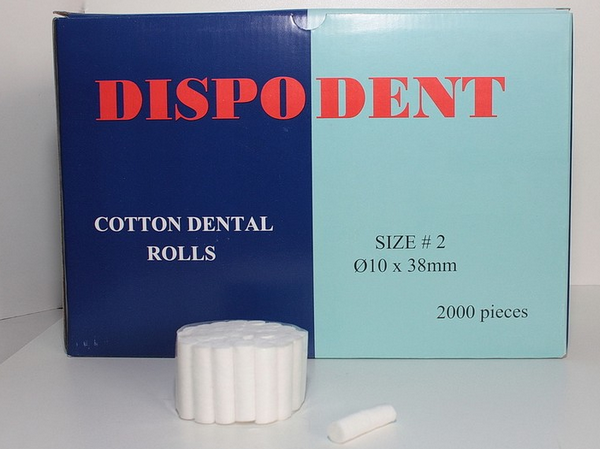 DISPODENT
COTTON DENTAL
ROLLS
SIZE # 2
Ø10 x 38mm
2000 pieces